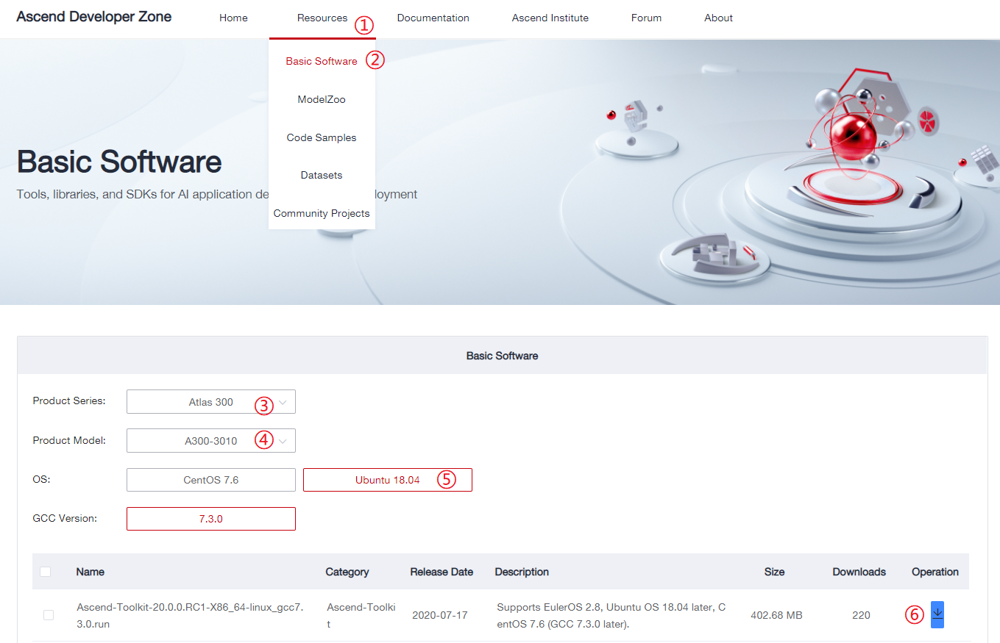 Ascend Developer Zone Home Resources ① Documentation Ascend Institute Forum About
Basic Software ②
ModelZoo
Code Samples
Datasets
Community Projects
Basic Software
Tools, libraries, and SDKs for AI application de oyment
Basic Software
Product Series: Atlas 300 ③
Product Model: A300-3010 ④
OS: CentOS 7.6 Ubuntu 18.04 ⑤
GCC Version: 7.3.0
Name Category Release Date Description Size Downloads Operation
Ascend-Toolkit-20.0.0.RC1-X86_64-linux_gcc7.
3.0.run
Ascend-Toolki
t
2020-07-17
Supports EulerOS 2.8, Ubuntu OS 18.04 later, C
entOS 7.6 (GCC 7.3.0 later).
402.68 MB
220
⑥